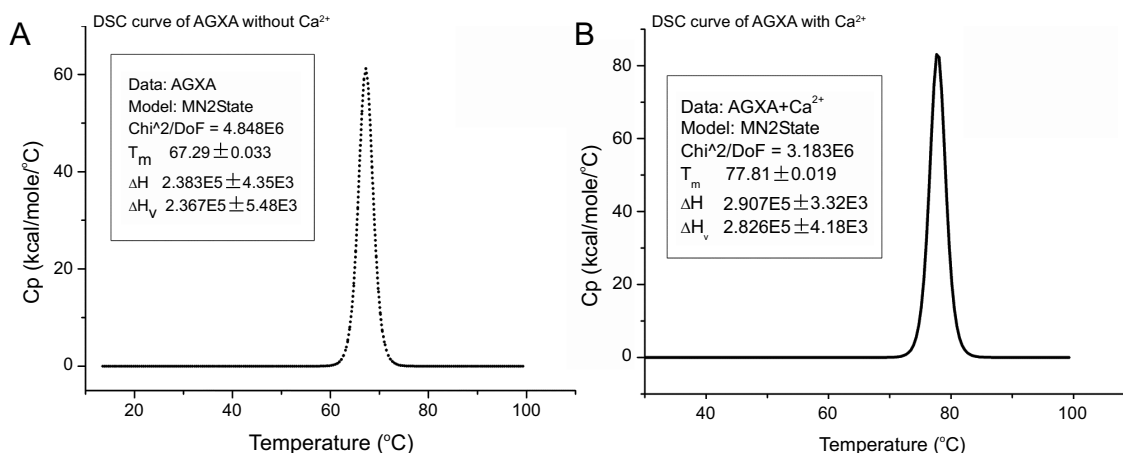 A
DSC curve of AGXA without Ca²⁺
Data: AGXA
Model: MN2State
Chi^2/DoF = 4.848E6
Tm 67.29±0.033
ΔH 2.383E5±4.35E3
ΔHV 2.367E5±5.48E3
Cp (kcal/mole/°C)
60
40
20
0
20
40
60
80
100
Temperature (°C)
B
DSC curve of AGXA with Ca²⁺
Data: AGXA+Ca²⁺
Model: MN2State
Chi^2/DoF = 3.183E6
Tm 77.81±0.019
ΔH 2.907E5±3.32E3
ΔHv 2.826E5±4.18E3
Cp (kcal/mole/°C)
80
60
40
20
0
40
60
80
100
Temperature (°C)